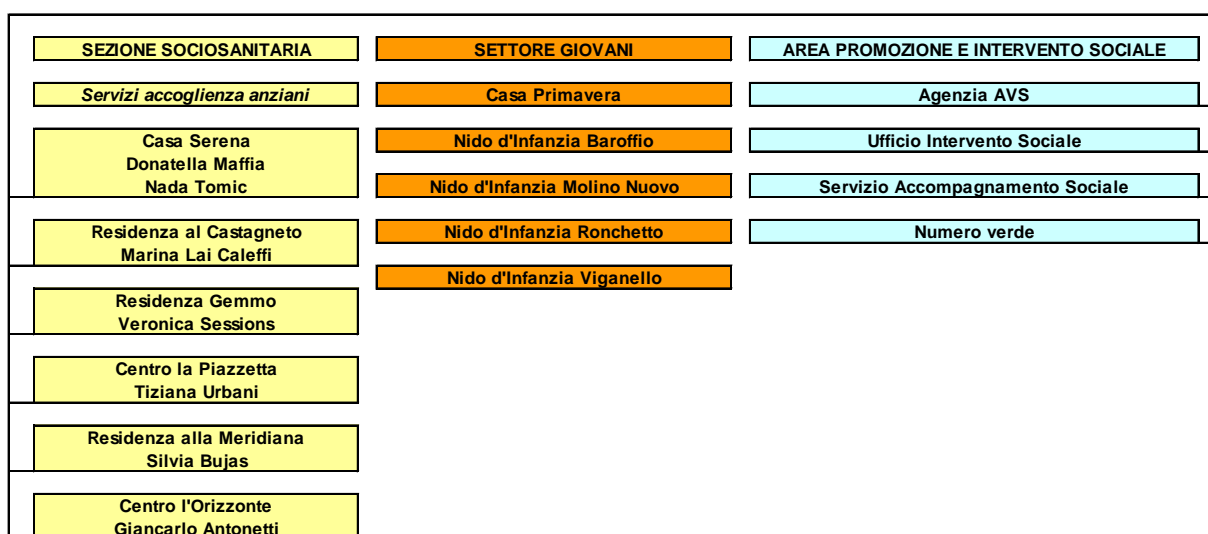 SEZIONE SOCIOSANITARIA
Servizi accoglienza anziani
Casa Serena
Donatella Maffia
Nada Tomic
Residenza al Castagneto
Marina Lai Caleffi
Residenza Gemmo
Veronica Sessions
Centro la Piazzetta
Tiziana Urbani
Residenza alla Meridiana
Silvia Bujas
Centro l'Orizzonte
Giancarlo Antonetti
SETTORE GIOVANI
Casa Primavera
Nido d'Infanzia Baroffio
Nido d'Infanzia Molino Nuovo
Nido d'Infanzia Ronchetto
Nido d'Infanzia Viganello
AREA PROMOZIONE E INTERVENTO SOCIALE
Agenzia AVS
Ufficio Intervento Sociale
Servizio Accompagnamento Sociale
Numero verde